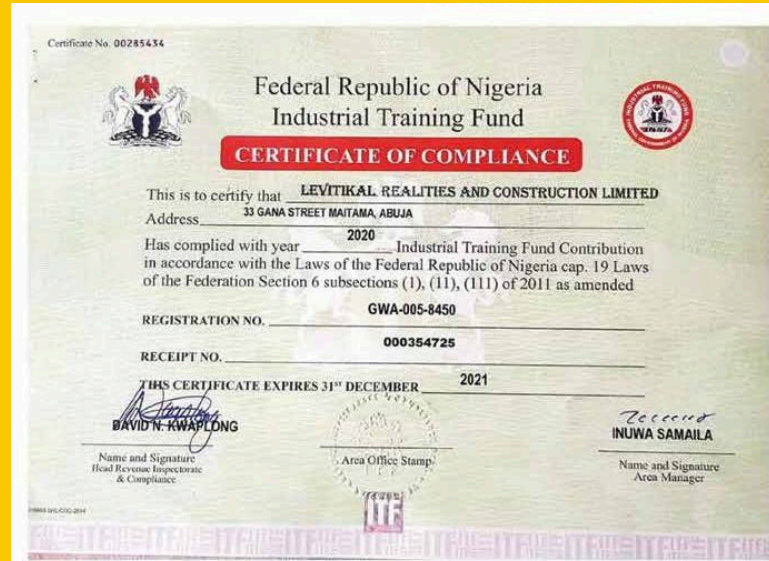 Certificate No. 00285434
Federal Republic of Nigeria
Industrial Training Fund
CERTIFICATE OF COMPLIANCE
This is to certify that LEVITIKAL REALITIES AND CONSTRUCTION LIMITED
Address 33 GANA STREET MAITAMA, ABUJA
Has complied with year 2020 Industrial Training Fund Contribution
in accordance with the Laws of the Federal Republic of Nigeria cap. 19 Laws
of the Federation Section 6 subsections (1), (11), (111) of 2011 as amended
REGISTRATION NO. GWA-005-8450
RECEIPT NO. 000354725
THIS CERTIFICATE EXPIRES 31ST DECEMBER 2021
DAVID N. KWAPLONG
INUWA SAMAILA
Name and Signature
Head Revenue Inspectorate
& Compliance
Area Office Stamp
Name and Signature
Area Manager
ITF